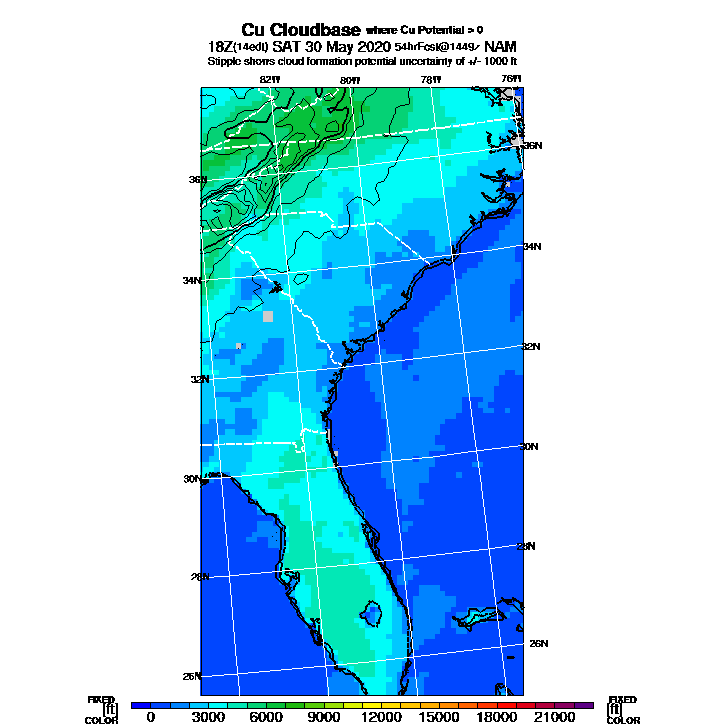 Cu Cloudbase where Cu Potential > 0
18Z(14edt) SAT 30 May 2020 54hrFcst@1449z NAM
Stipple shows cloud formation potential uncertainty of +/- 1000 ft
82W 80W 78W 76W
36N
36N
34N
34N
32N
32N
30N
30N
28N
28N
26N
26N
FIXED FIXED
[ft] [ft]
COLOR COLOR
0 3000 6000 9000 12000 15000 18000 21000